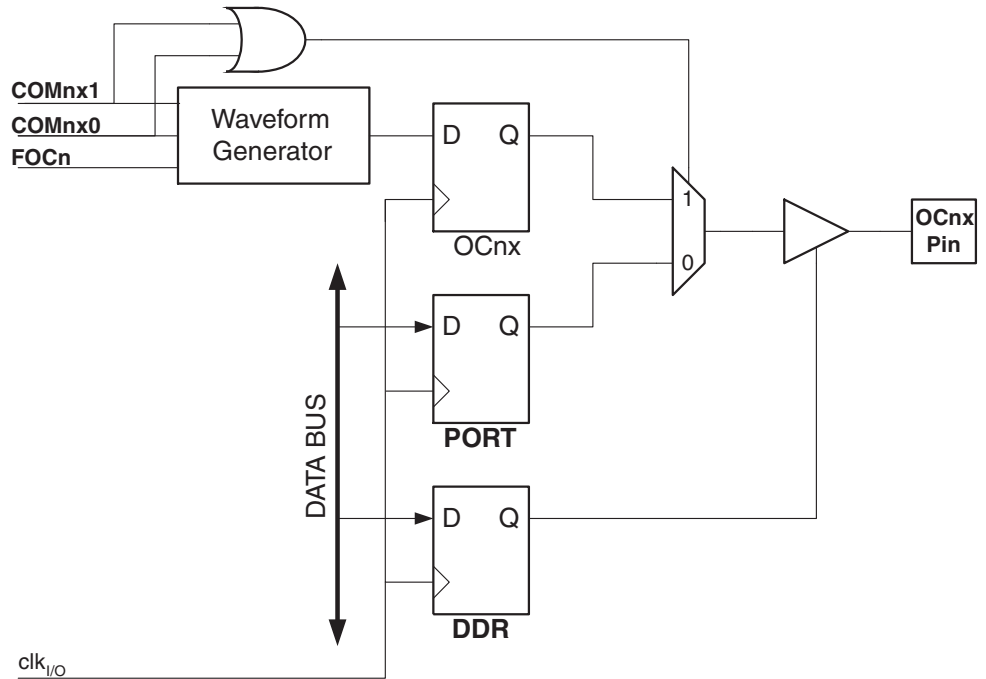 COMnx1
COMnx0
FOCn
Waveform
Generator
D Q
OCnx
1
0
OCnx
Pin
D Q
PORT
DATA BUS
D Q
DDR
clkI/O